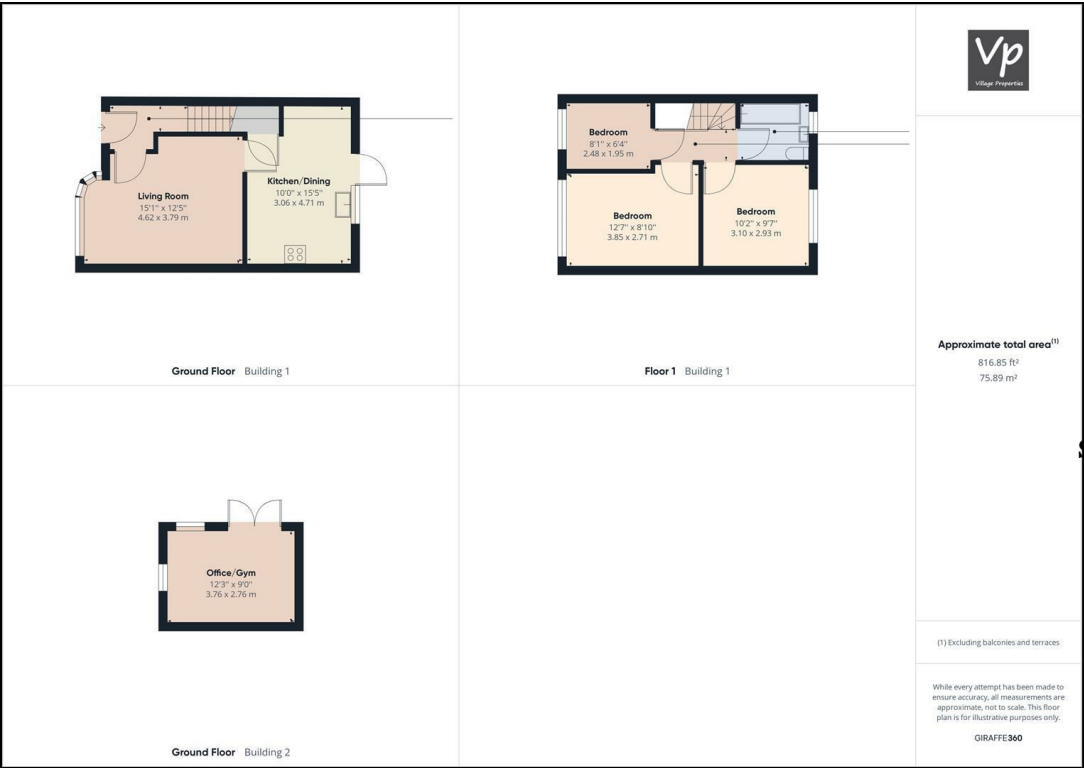 Living Room
15'1" x 12'5"
4.62 x 3.79 m
Kitchen/Dining
10'0" x 15'5"
3.06 x 4.71 m
Ground Floor Building 1
Bedroom
8'1" x 6'4"
2.48 x 1.95 m
Bedroom
12'7" x 8'10"
3.85 x 2.71 m
Bedroom
10'2" x 9'7"
3.10 x 2.93 m
Floor 1 Building 1
Office/Gym
12'3" x 9'0"
3.76 x 2.76 m
Ground Floor Building 2
Vp
Village Properties
Approximate total area(1)
816.85 ft²
75.89 m²
(1) Excluding balconies and terraces
While every attempt has been made to
ensure accuracy, all measurements are
approximate, not to scale. This floor
plan is for illustrative purposes only.
GIRAFFE360